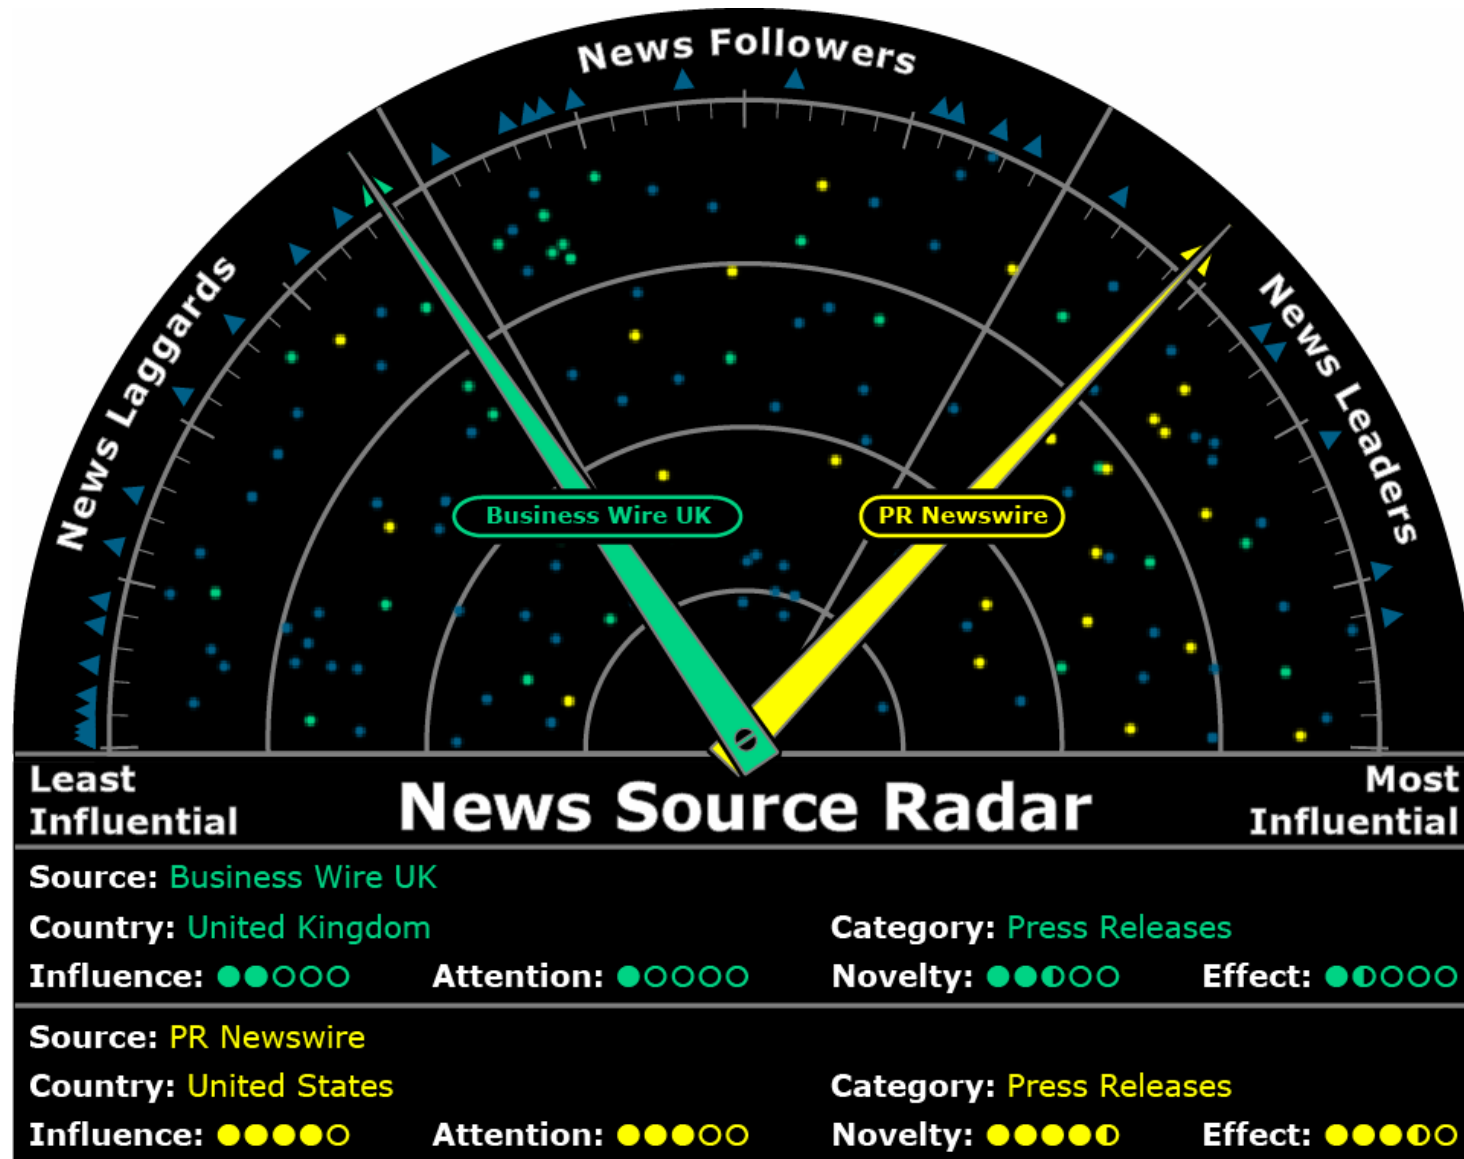 News Followers
News Laggards
News Leaders
Business Wire UK
PR Newswire
Least
Influential
News Source Radar
Most
Influential
Source: Business Wire UK
Country: United Kingdom
Category: Press Releases
Influence:
Attention:
Novelty:
Effect:
Source: PR Newswire
Country: United States
Category: Press Releases
Influence:
Attention:
Novelty:
Effect: